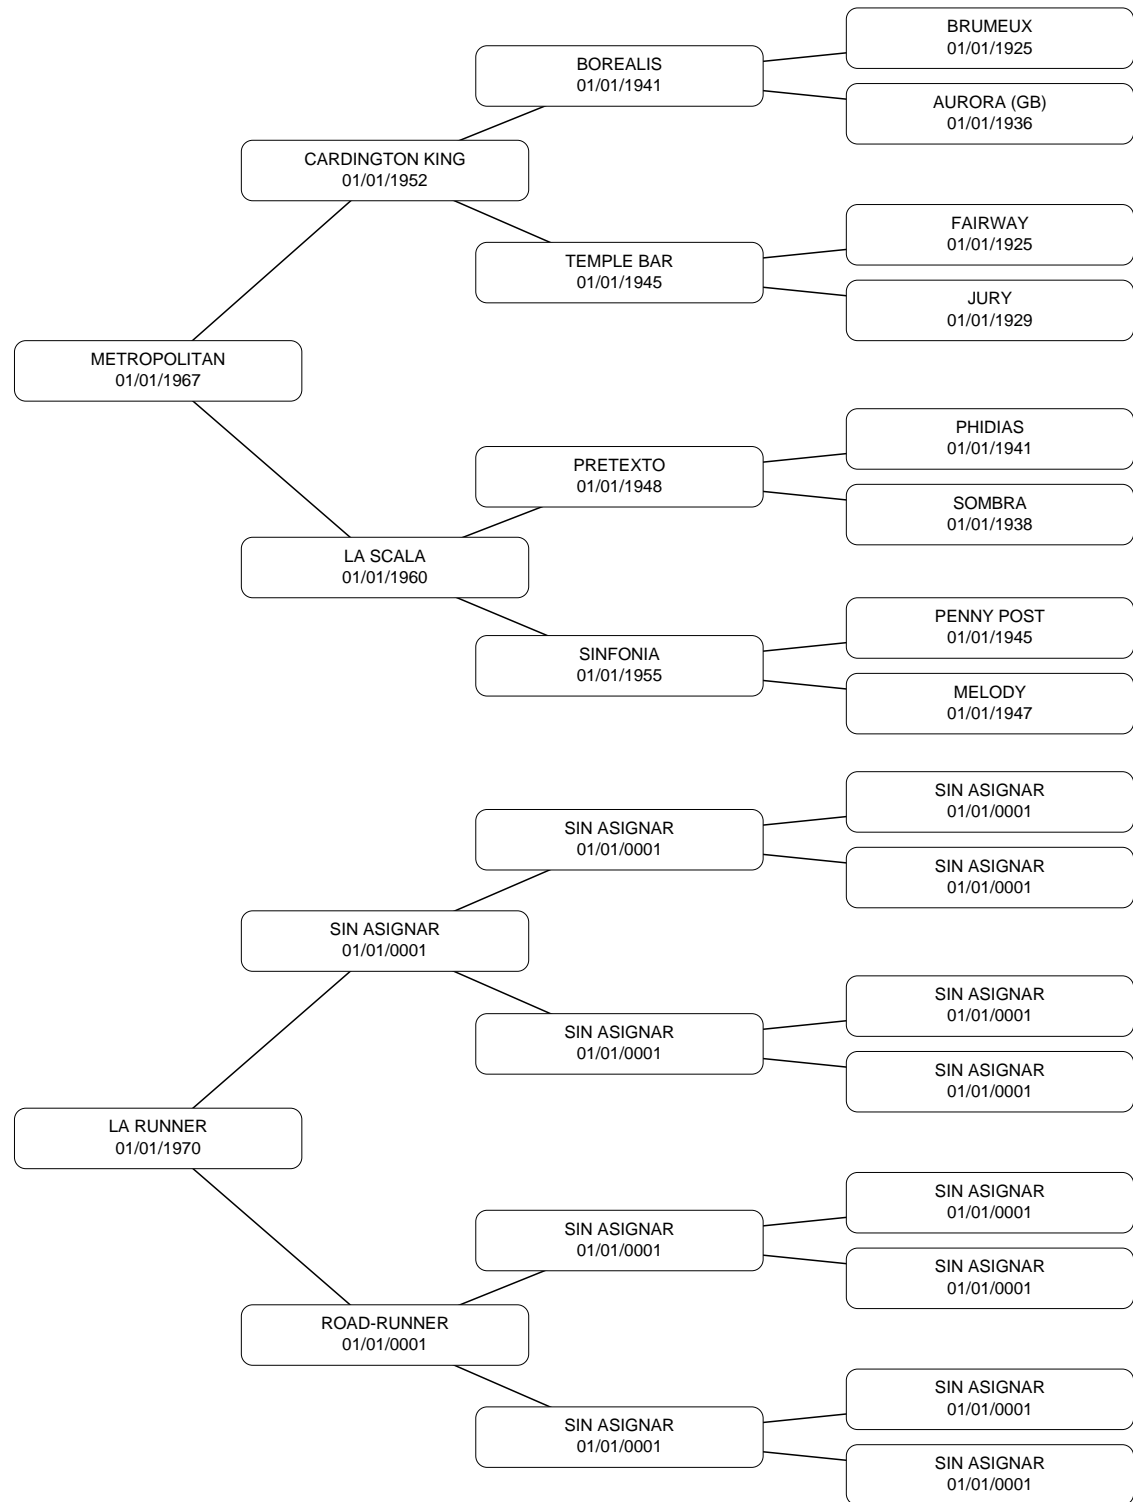 BRUMEUX
01/01/1925
BOREALIS
01/01/1941
AURORA (GB)
01/01/1936
CARDINGTON KING
01/01/1952
FAIRWAY
01/01/1925
TEMPLE BAR
01/01/1945
JURY
01/01/1929
METROPOLITAN
01/01/1967
PHIDIAS
01/01/1941
PRETEXTO
01/01/1948
SOMBRA
01/01/1938
LA SCALA
01/01/1960
PENNY POST
01/01/1945
SINFONIA
01/01/1955
MELODY
01/01/1947
SIN ASIGNAR
01/01/0001
SIN ASIGNAR
01/01/0001
SIN ASIGNAR
01/01/0001
SIN ASIGNAR
01/01/0001
SIN ASIGNAR
01/01/0001
SIN ASIGNAR
01/01/0001
SIN ASIGNAR
01/01/0001
LA RUNNER
01/01/1970
SIN ASIGNAR
01/01/0001
SIN ASIGNAR
01/01/0001
SIN ASIGNAR
01/01/0001
ROAD-RUNNER
01/01/0001
SIN ASIGNAR
01/01/0001
SIN ASIGNAR
01/01/0001
SIN ASIGNAR
01/01/0001